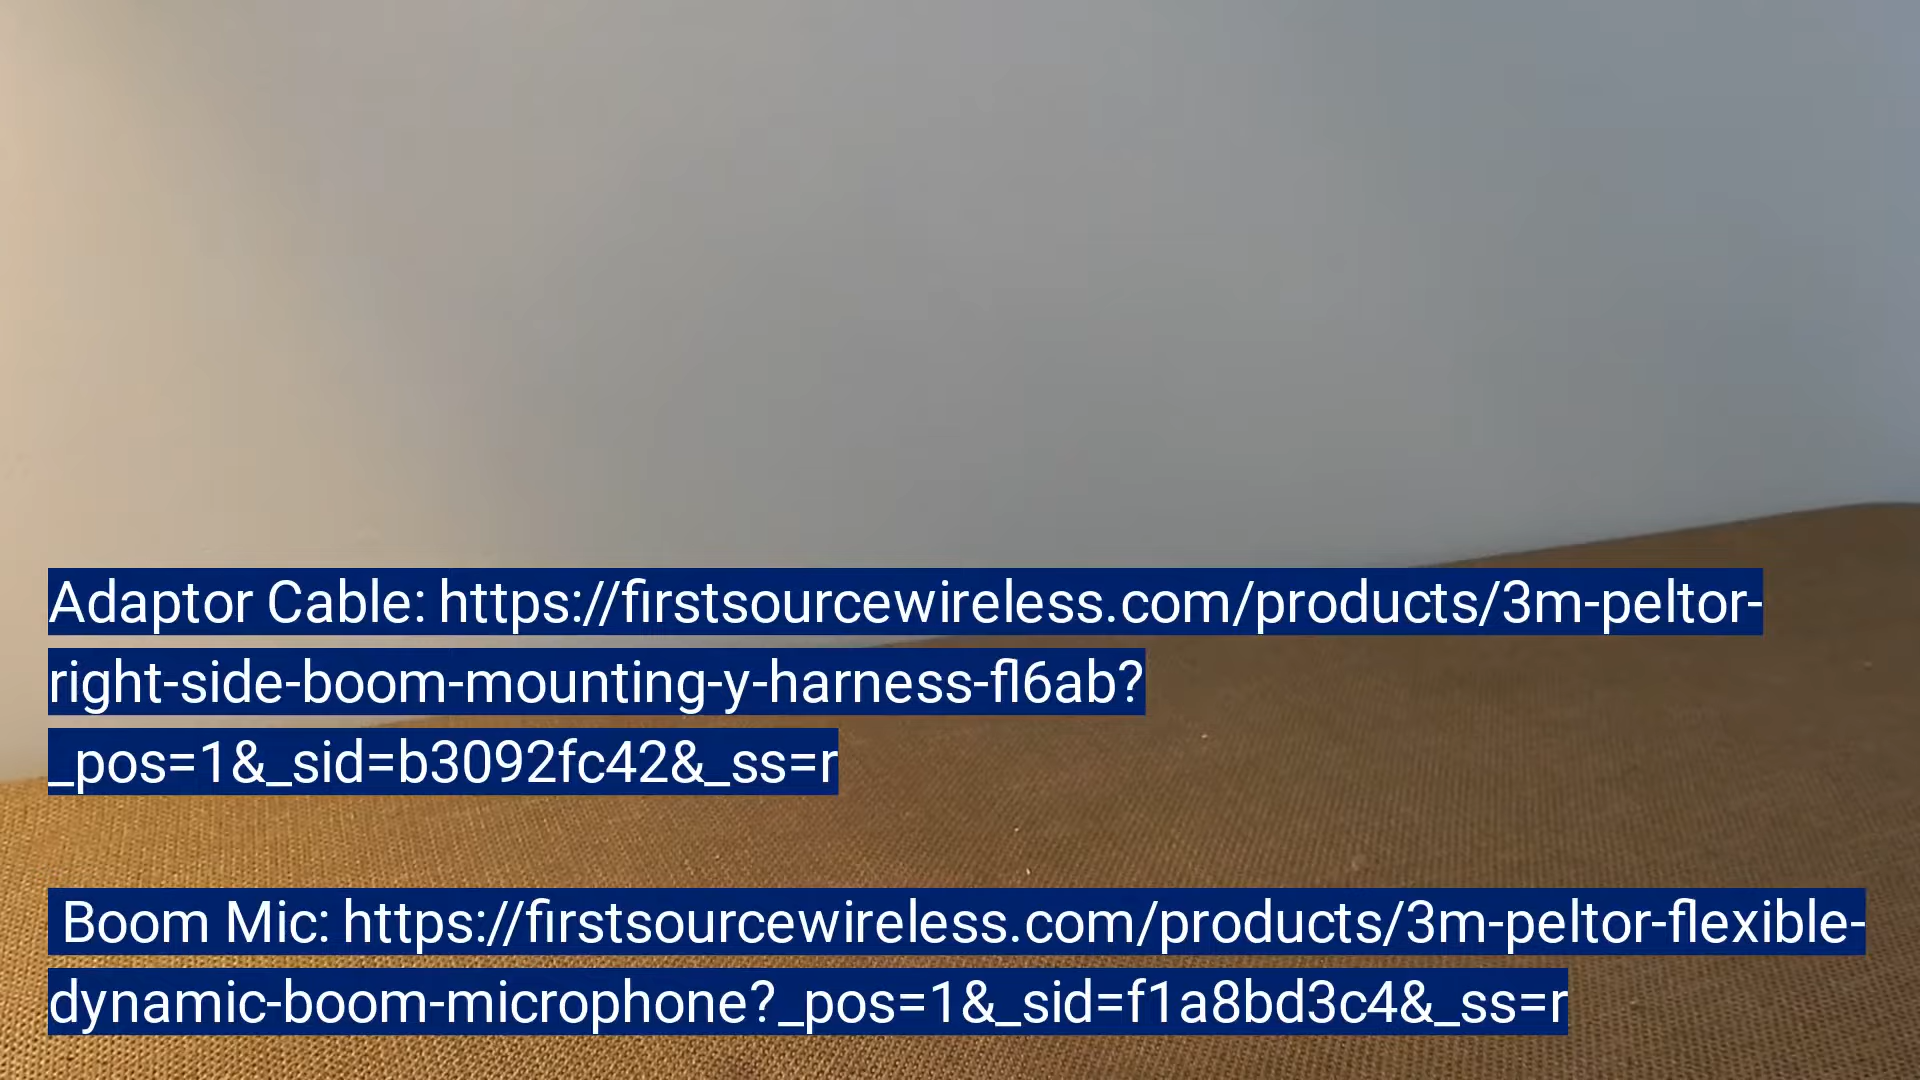 Adaptor Cable: https://firstsourcewireless.com/products/3m-peltor-
right-side-boom-mounting-y-harness-fl6ab?
_pos=1&_sid=b3092fc42&_ss=r
Boom Mic: https://firstsourcewireless.com/products/3m-peltor-flexible-
dynamic-boom-microphone?_pos=1&_sid=f1a8bd3c4&_ss=r